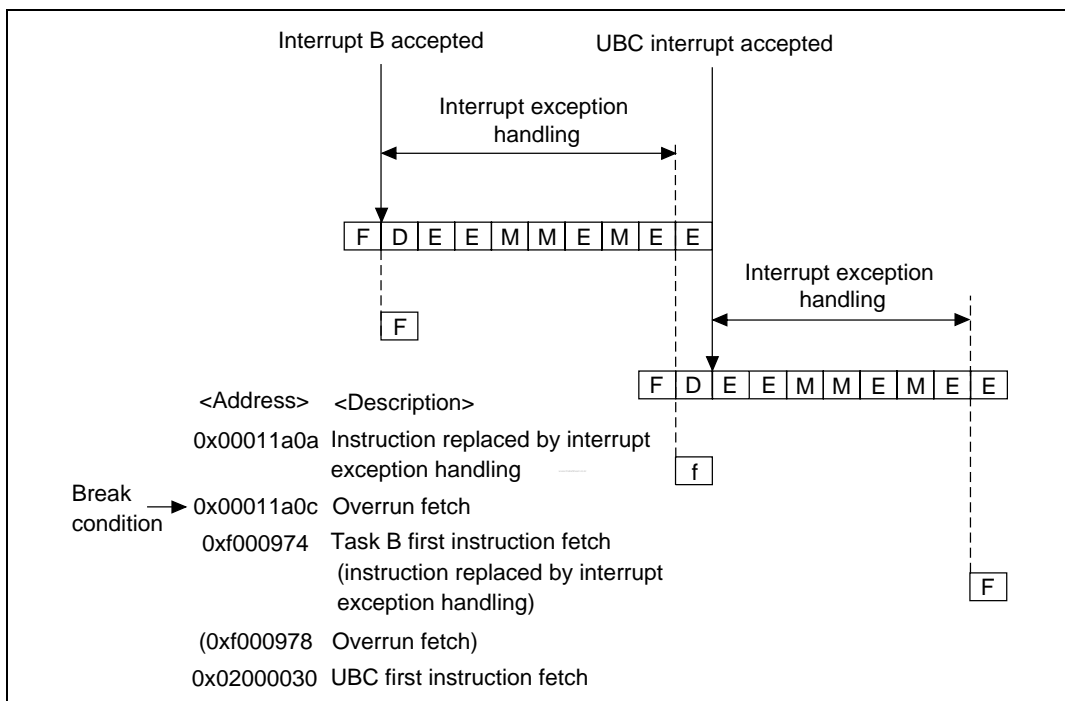 Interrupt B accepted
UBC interrupt accepted
Interrupt exception
handling
F D E E M M E M E E
Interrupt exception
handling
F
F D E E M M E M E E
<Address> <Description>
0x00011a0a Instruction replaced by interrupt
exception handling
f
Break
condition
0x00011a0c Overrun fetch
0xf000974 Task B first instruction fetch
(instruction replaced by interrupt
exception handling)
F
(0xf000978 Overrun fetch)
0x02000030 UBC first instruction fetch